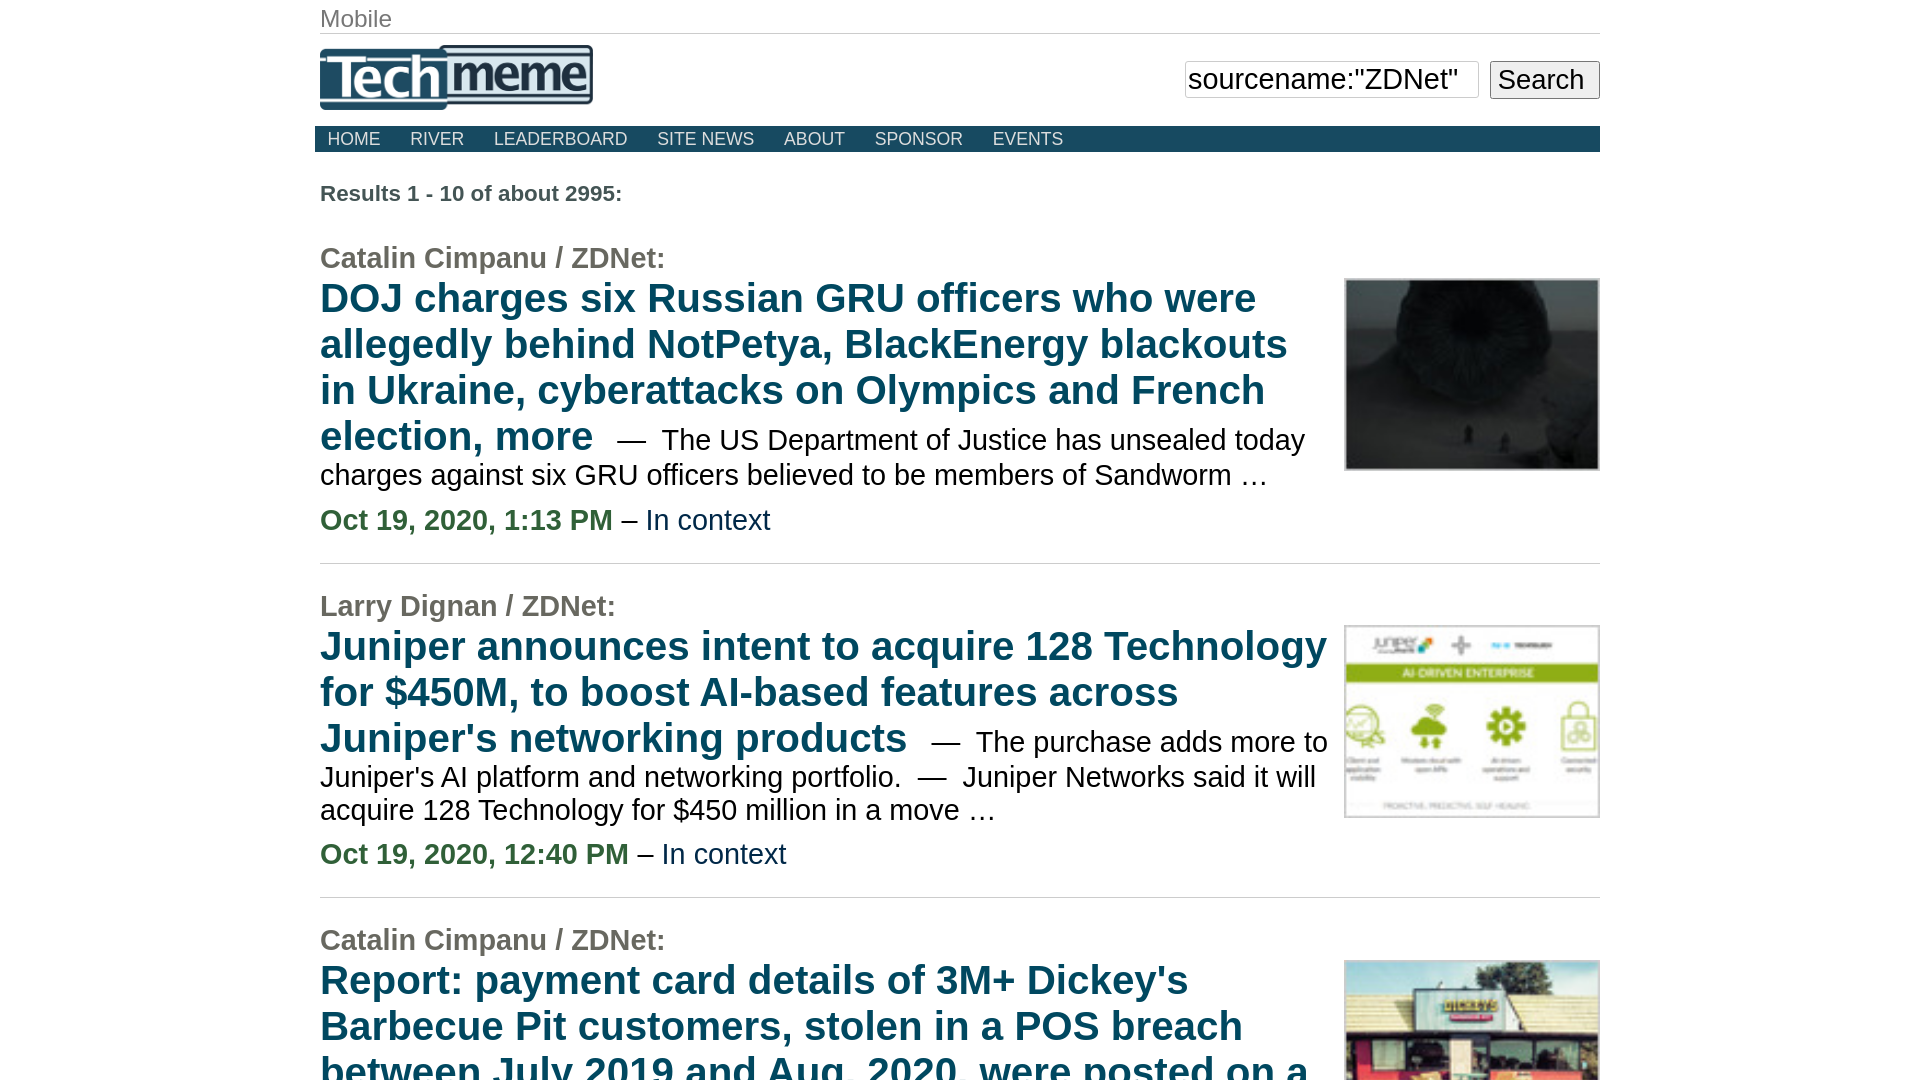 Mobile
Techmeme
sourcename:"ZDNet"
Search
HOME RIVER LEADERBOARD SITE NEWS ABOUT SPONSOR EVENTS
Results 1 - 10 of about 2995:
Catalin Cimpanu / ZDNet:
DOJ charges six Russian GRU officers who were
allegedly behind NotPetya, BlackEnergy blackouts
in Ukraine, cyberattacks on Olympics and French
election, more — The US Department of Justice has unsealed today
charges against six GRU officers believed to be members of Sandworm …
Oct 19, 2020, 1:13 PM – In context
Larry Dignan / ZDNet:
Juniper announces intent to acquire 128 Technology
for $450M, to boost AI-based features across
Juniper's networking products — The purchase adds more to
Juniper's AI platform and networking portfolio. — Juniper Networks said it will
acquire 128 Technology for $450 million in a move …
Oct 19, 2020, 12:40 PM – In context
juniper
TECHNOLOGY
AI DRIVEN ENTERPRISE
Catalin Cimpanu / ZDNet:
Report: payment card details of 3M+ Dickey's
Barbecue Pit customers, stolen in a POS breach
between July 2019 and Aug. 2020, were posted on a
DICKEY'S